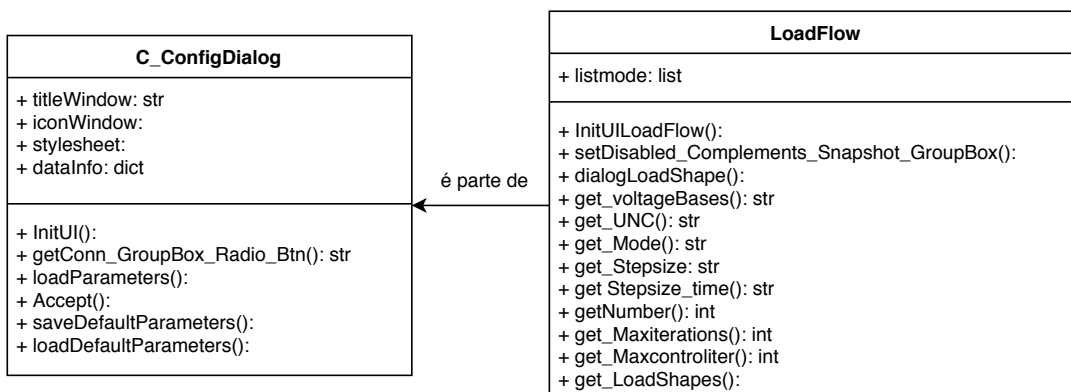 C_ConfigDialog
+ titleWindow: str
+ iconWindow:
+ stylesheet:
+ dataInfo: dict
+ InitUI():
+ getConn_GroupBox_Radio_Btn(): str
+ loadParameters():
+ Accept():
+ saveDefaultParameters():
+ loadDefaultParameters():
é parte de
LoadFlow
+ listmode: list
+ InitUILoadFlow():
+ setDisabled_Complements_Snapshot_GroupBox():
+ dialogLoadShape():
+ get_voltageBases(): str
+ get_UNC(): str
+ get_Mode(): str
+ get_Stepsize: str
+ get Stepsize_time(): str
+ getNumber(): int
+ get_Maxiterations(): int
+ get_Maxcontroliter(): int
+ get_LoadShapes():